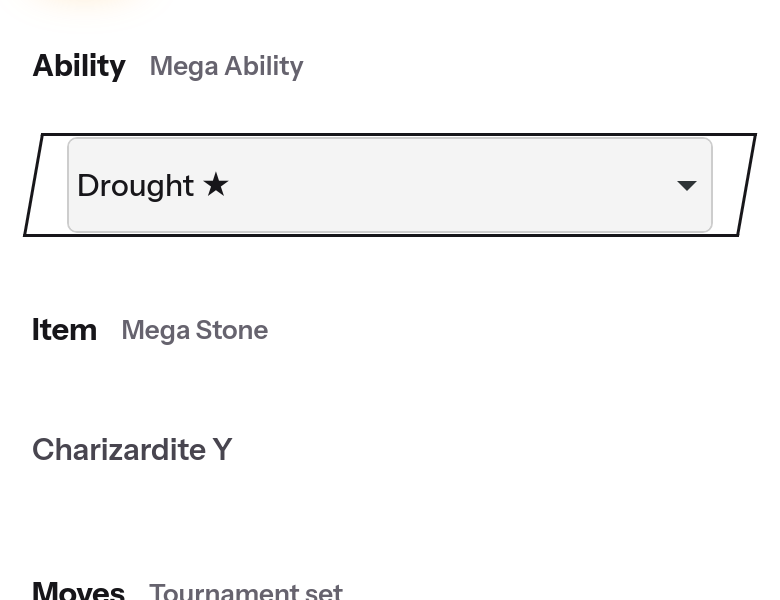 Ability Mega Ability
Drought ★
Item Mega Stone
Charizardite Y
Moves Tournament set